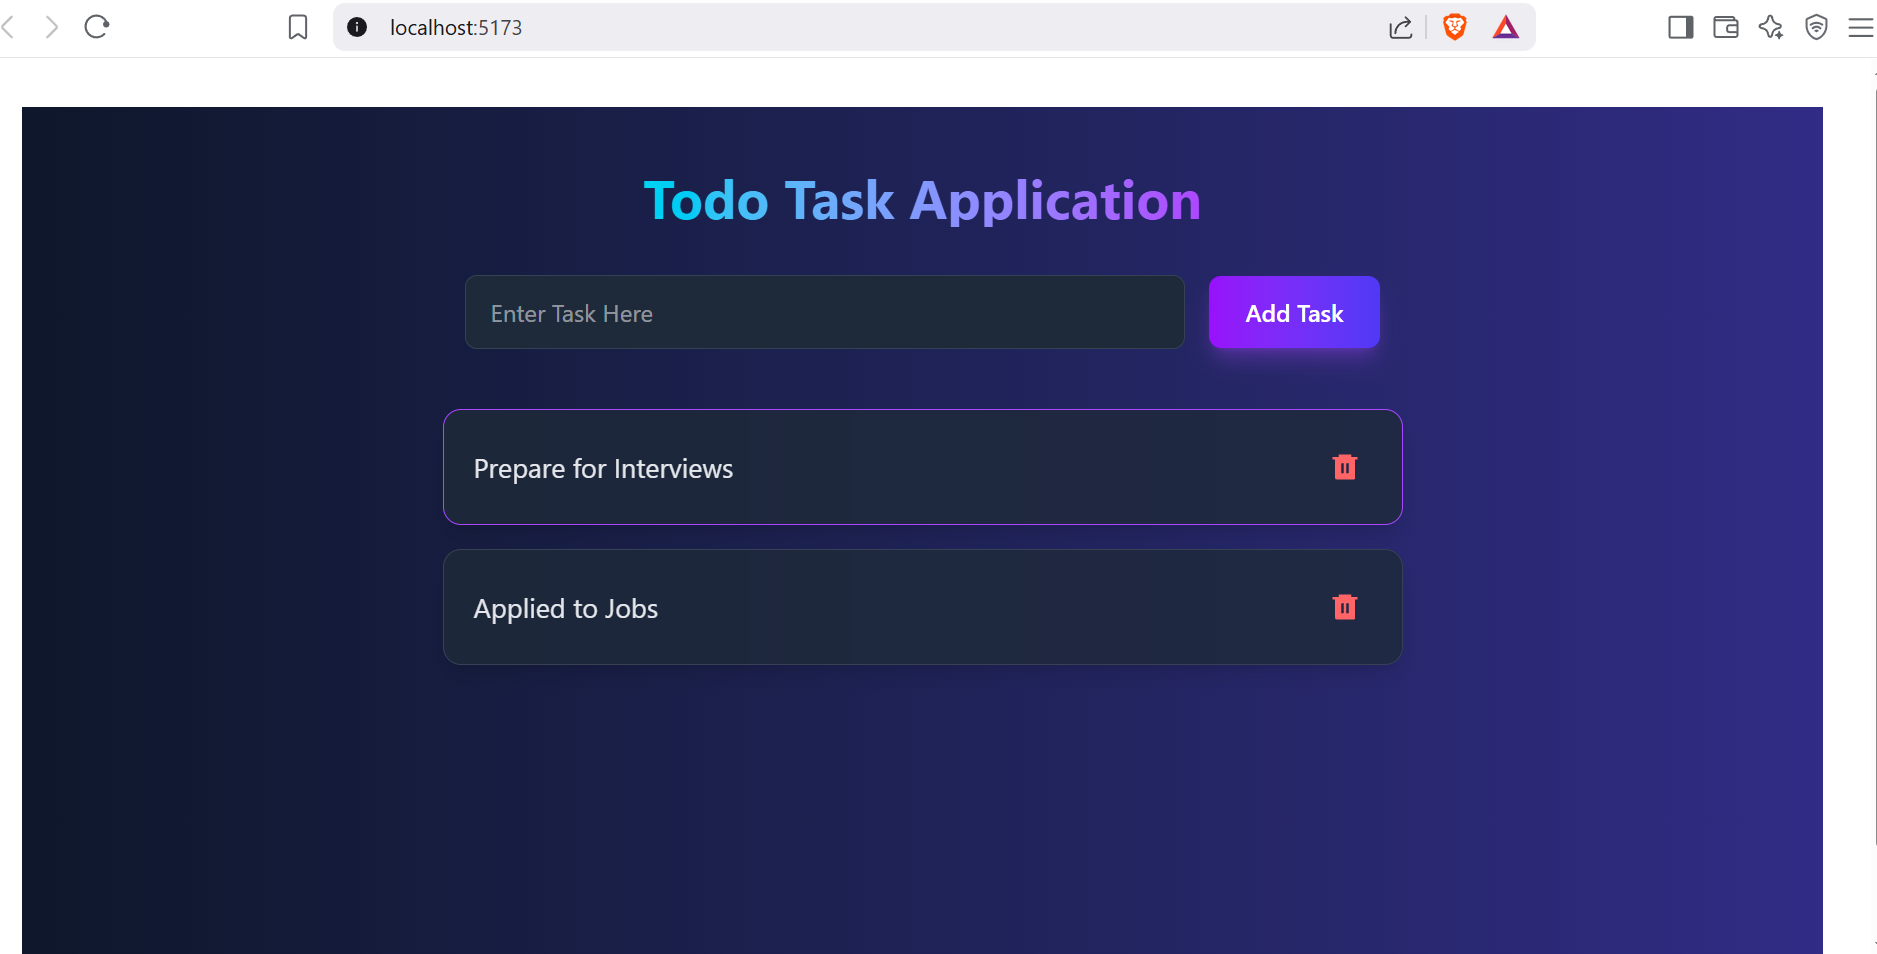 localhost:5173
Todo Task Application
Enter Task Here
Add Task
Prepare for Interviews
Applied to Jobs